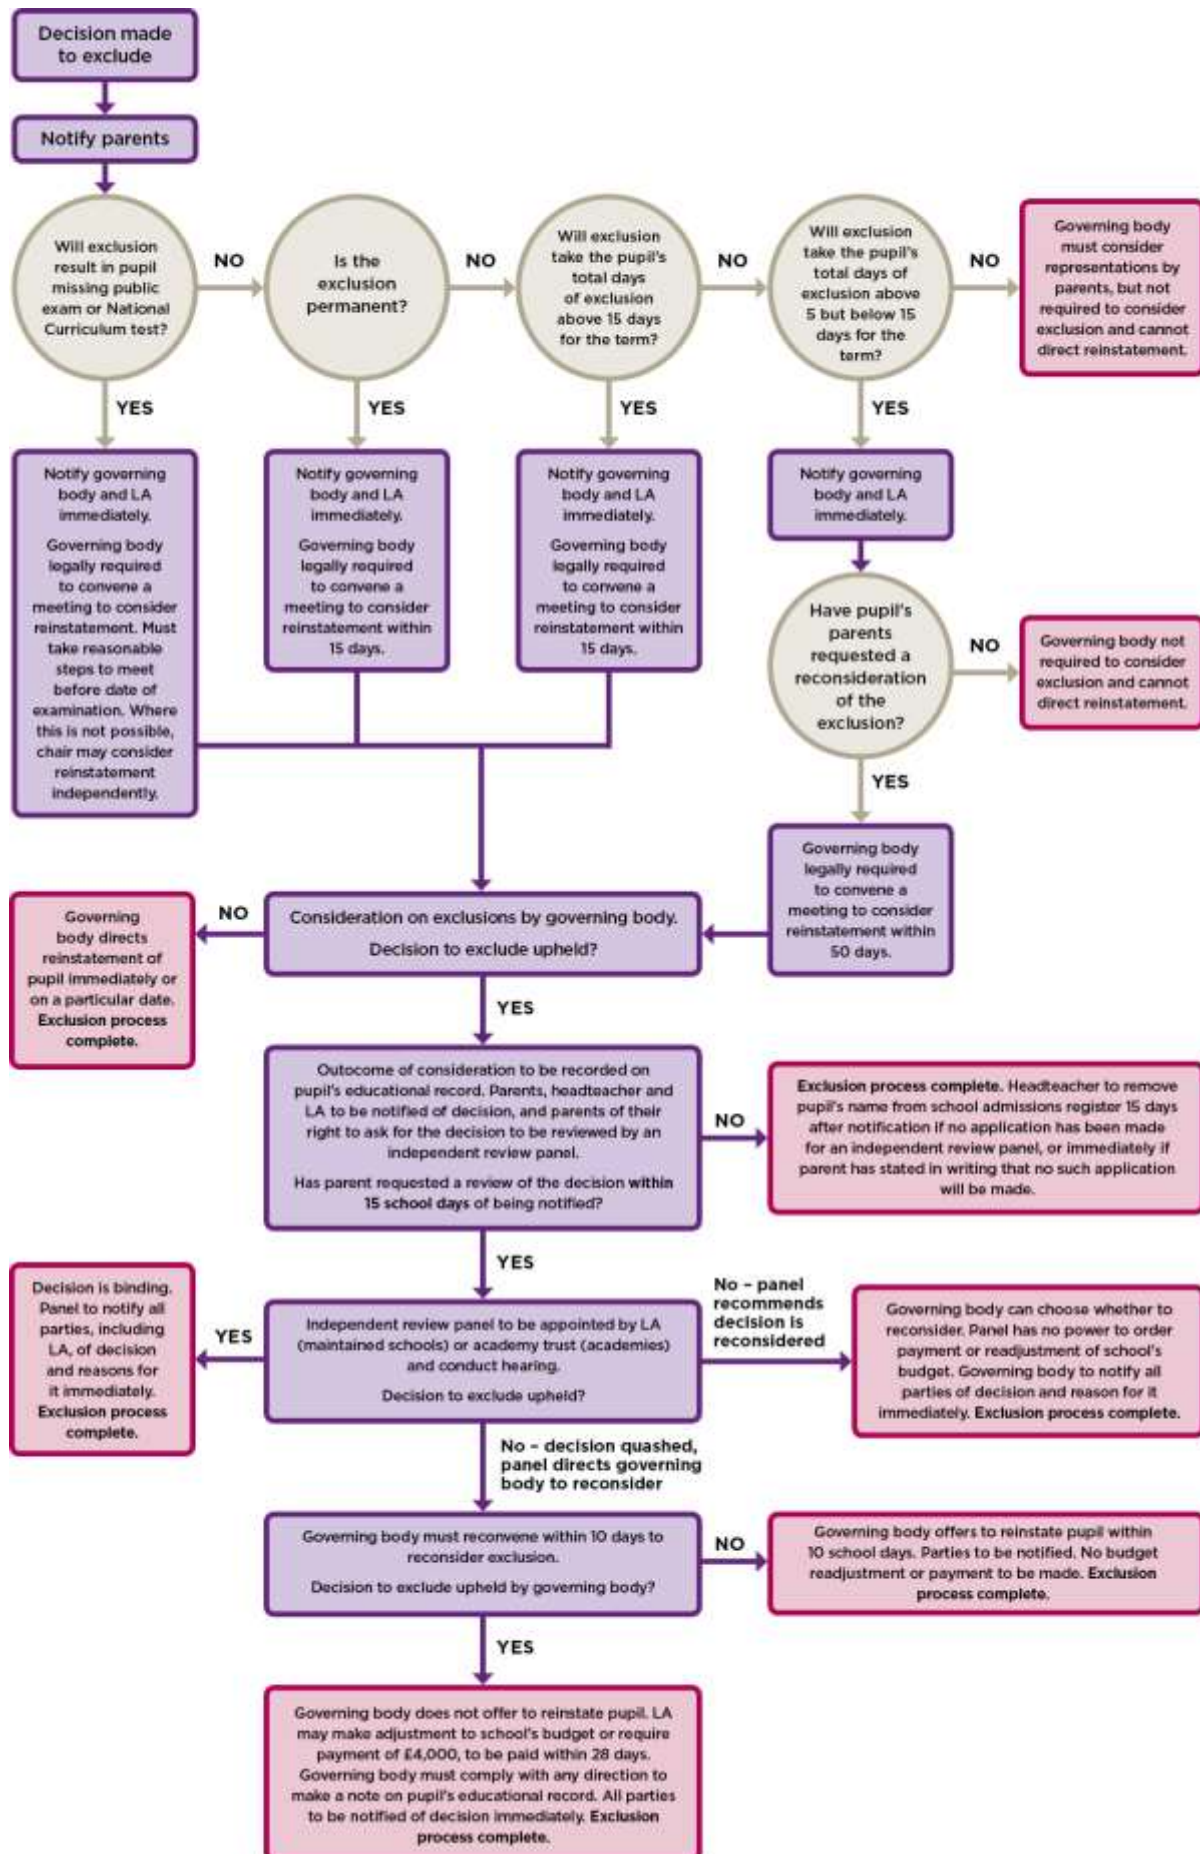 Decision made
to exclude
Notify parents
Will exclusion
result in pupil
missing public
exam or National
Curriculum test?
NO
Is the
exclusion
permanent?
NO
Will exclusion
take the pupil's
total days
of exclusion
above 15 days
for the term?
NO
Will exclusion
take the pupil's
total days of
exclusion above
5 but below 15
days for the
term?
NO
Governing body
must consider
representations by
parents, but not
required to consider
exclusion and cannot
direct reinstatement.
YES
YES
YES
YES
Notify governing
body and LA
immediately.
Governing body
legally required
to convene a
meeting to consider
reinstatement. Must
take reasonable
steps to meet
before date of
examination. Where
this is not possible,
chair may consider
reinstatement
independently.
Notify governing
body and LA
immediately.
Governing body
legally required
to convene a
meeting to consider
reinstatement within
15 days.
Notify governing
body and LA
immediately.
Governing body
legally required
to convene a
meeting to consider
reinstatement within
15 days.
Notify governing
body and LA
immediately.
Have pupil's
parents
requested a
reconsideration
of the
exclusion?
NO
Governing body not
required to consider
exclusion and cannot
direct reinstatement.
YES
Governing body
legally required
to convene a
meeting to consider
reinstatement within
50 days.
Consideration on exclusions by governing body.
Decision to exclude upheld?
NO
Governing
body directs
reinstatement of
pupil immediately or
on a particular date.
Exclusion process
complete.
YES
Outocome of consideration to be recorded on
pupil's educational record. Parents, headteacher and
LA to be notified of decision, and parents of their
right to ask for the decision to be reviewed by an
independent review panel.
Has parent requested a review of the decision within
15 school days of being notified?
NO
Exclusion process complete. Headteacher to remove
pupil's name from school admissions register 15 days
after notification if no application has been made
for an independent review panel, or immediately if
parent has stated in writing that no such application
will be made.
YES
Independent review panel to be appointed by LA
(maintained schools) or academy trust (academies)
and conduct hearing.
Decision to exclude upheld?
YES
Decision is binding.
Panel to notify all
parties, including
LA, of decision
and reasons for
it immediately.
Exclusion process
complete.
No – panel
recommends
decision is
reconsidered
Governing body can choose whether to
reconsider. Panel has no power to order
payment or readjustment of school's
budget. Governing body to notify all
parties of decision and reason for it
immediately. Exclusion process complete.
No – decision quashed,
panel directs governing
body to reconsider
Governing body must reconvene within 10 days to
reconsider exclusion.
Decision to exclude upheld by governing body?
NO
Governing body offers to reinstate pupil within
10 school days. Parties to be notified. No budget
readjustment or payment to be made. Exclusion
process complete.
YES
Governing body does not offer to reinstate pupil. LA
may make adjustment to school's budget or require
payment of £4,000, to be paid within 28 days.
Governing body must comply with any direction to
make a note on pupil's educational record. All parties
to be notified of decision immediately. Exclusion
process complete.